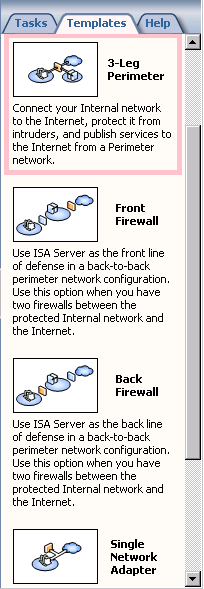 Tasks Templates Help
3-Leg
Perimeter
Connect your Internal network
to the Internet, protect it from
intruders, and publish services to
the Internet from a Perimeter
network.
Front
Firewall
Use ISA Server as the front line
of defense in a back-to-back
perimeter network configuration.
Use this option when you have
two firewalls between the
protected Internal network and
the Internet.
Back
Firewall
Use ISA Server as the back line
of defense in a back-to-back
perimeter network configuration.
Use this option when you have
two firewalls between the
protected Internal network and
the Internet.
Single
Network
Adapter